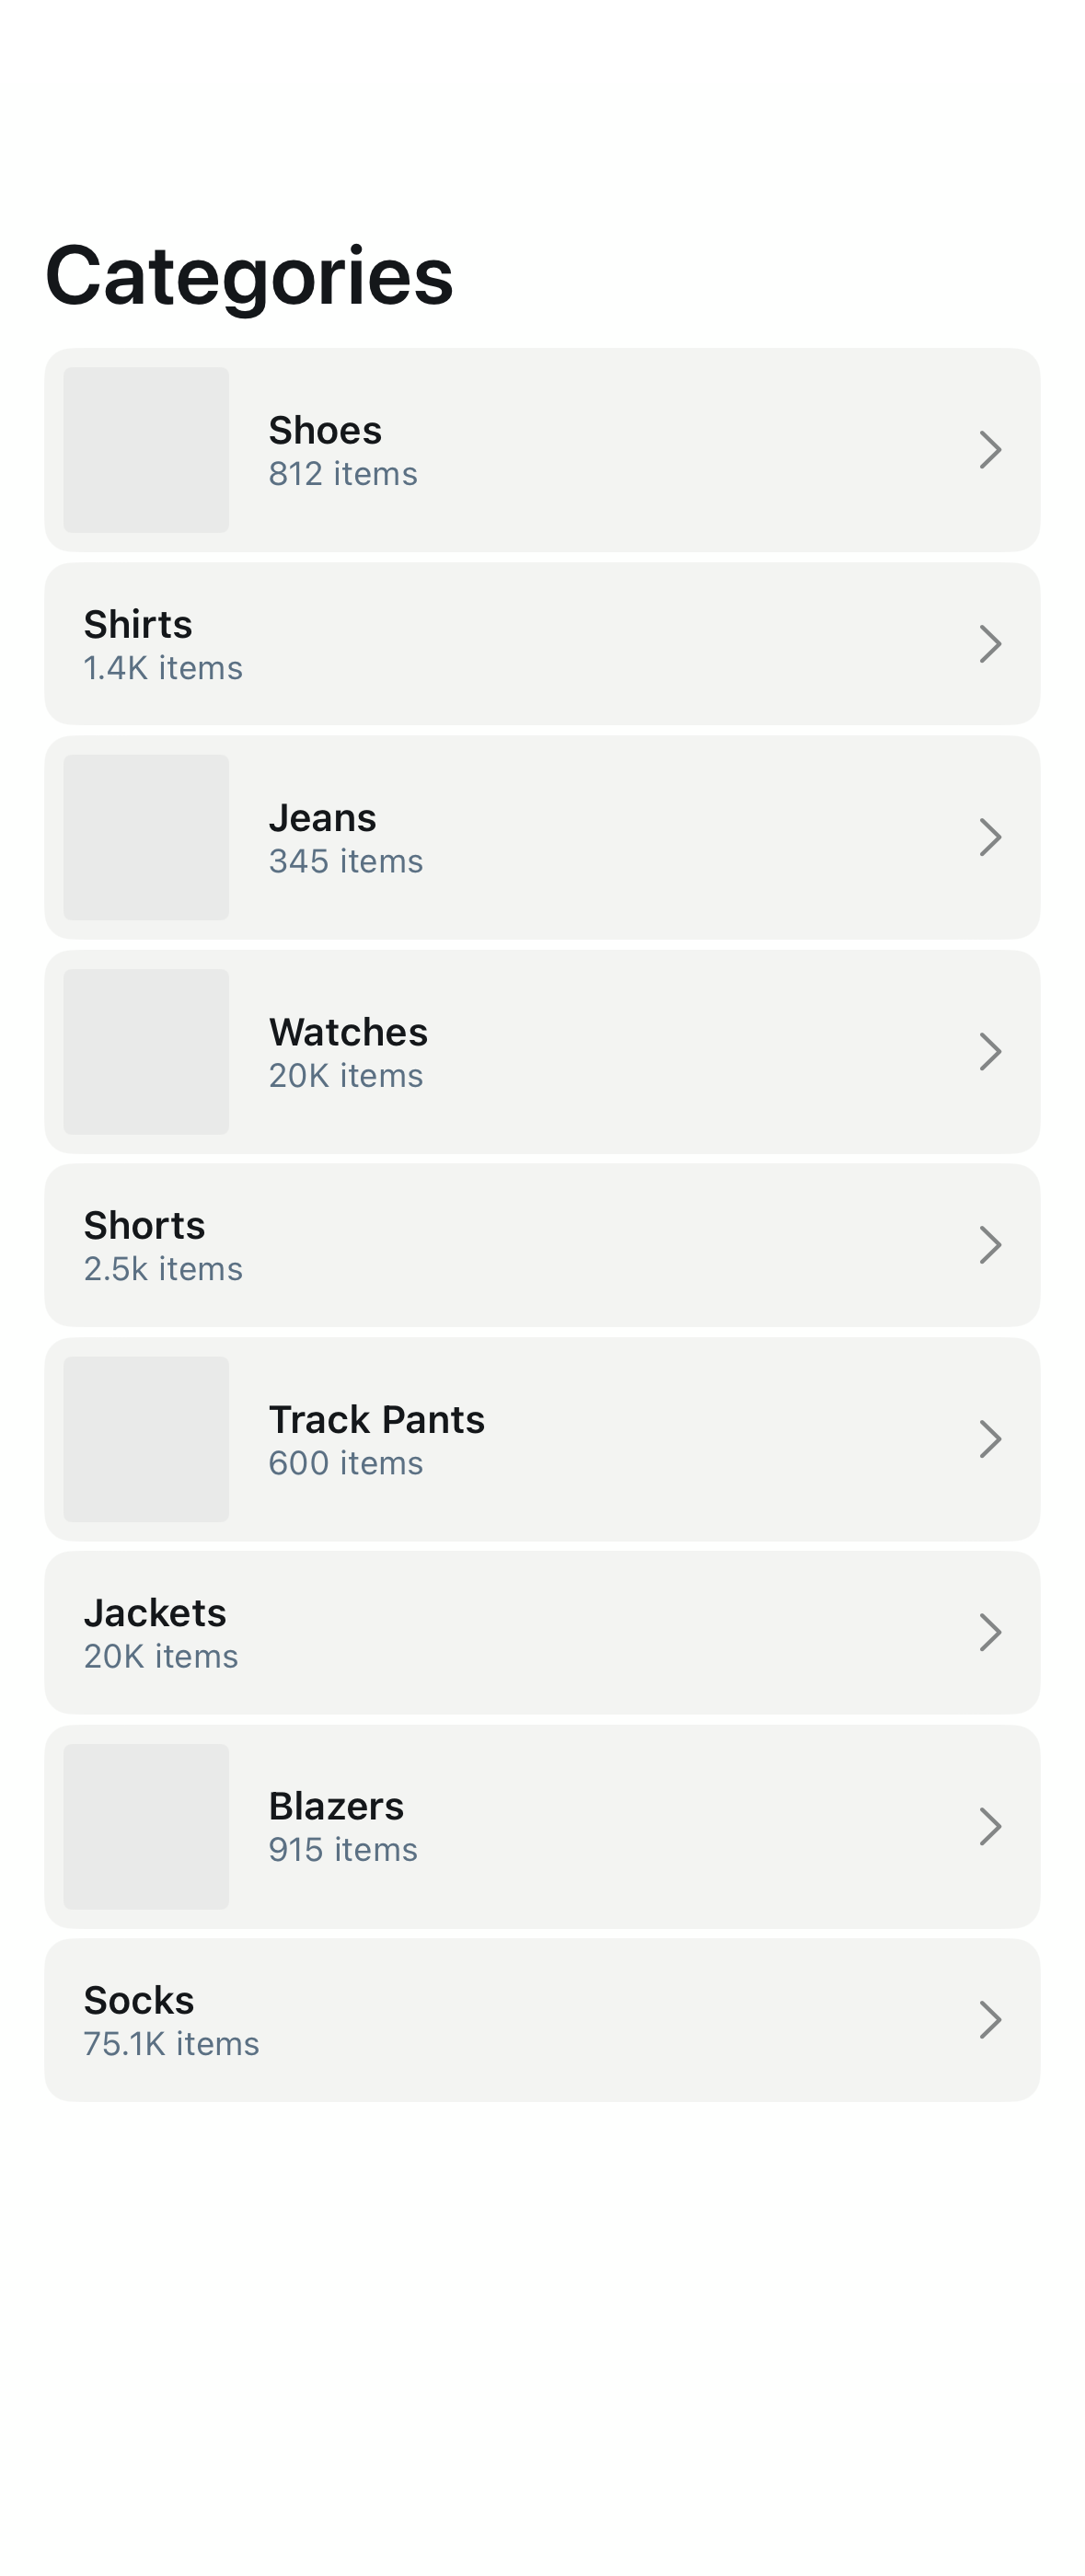 Categories
Shoes
812 items
Shirts
1.4K items
Jeans
345 items
Watches
20K items
Shorts
2.5k items
Track Pants
600 items
Jackets
20K items
Blazers
915 items
Socks
75.1K items